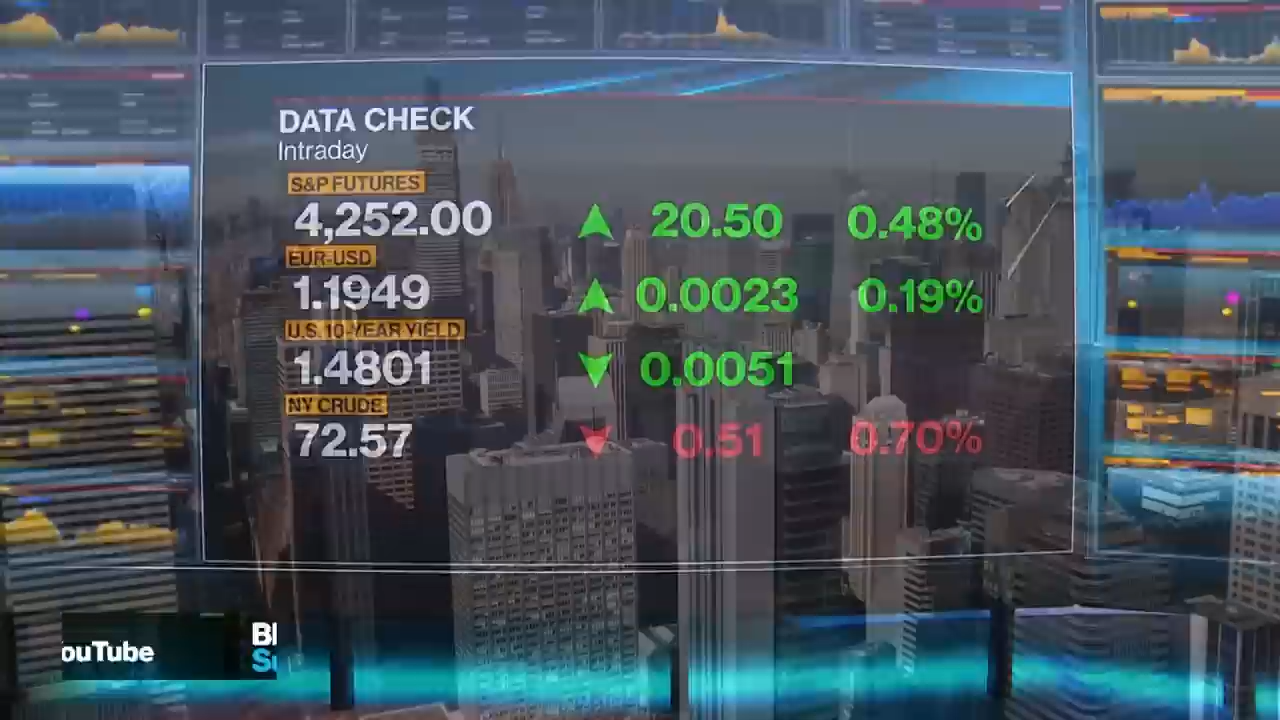 DATA CHECK
Intraday
S&P FUTURES
4,252.00 ▲ 20.50 0.48%
EUR-USD
1.1949 ▲ 0.0023 0.19%
U.S. 10-YEAR YIELD
1.4801 ▼ 0.0051
NY CRUDE
72.57 ▼ 0.51 0.70%
ouTube